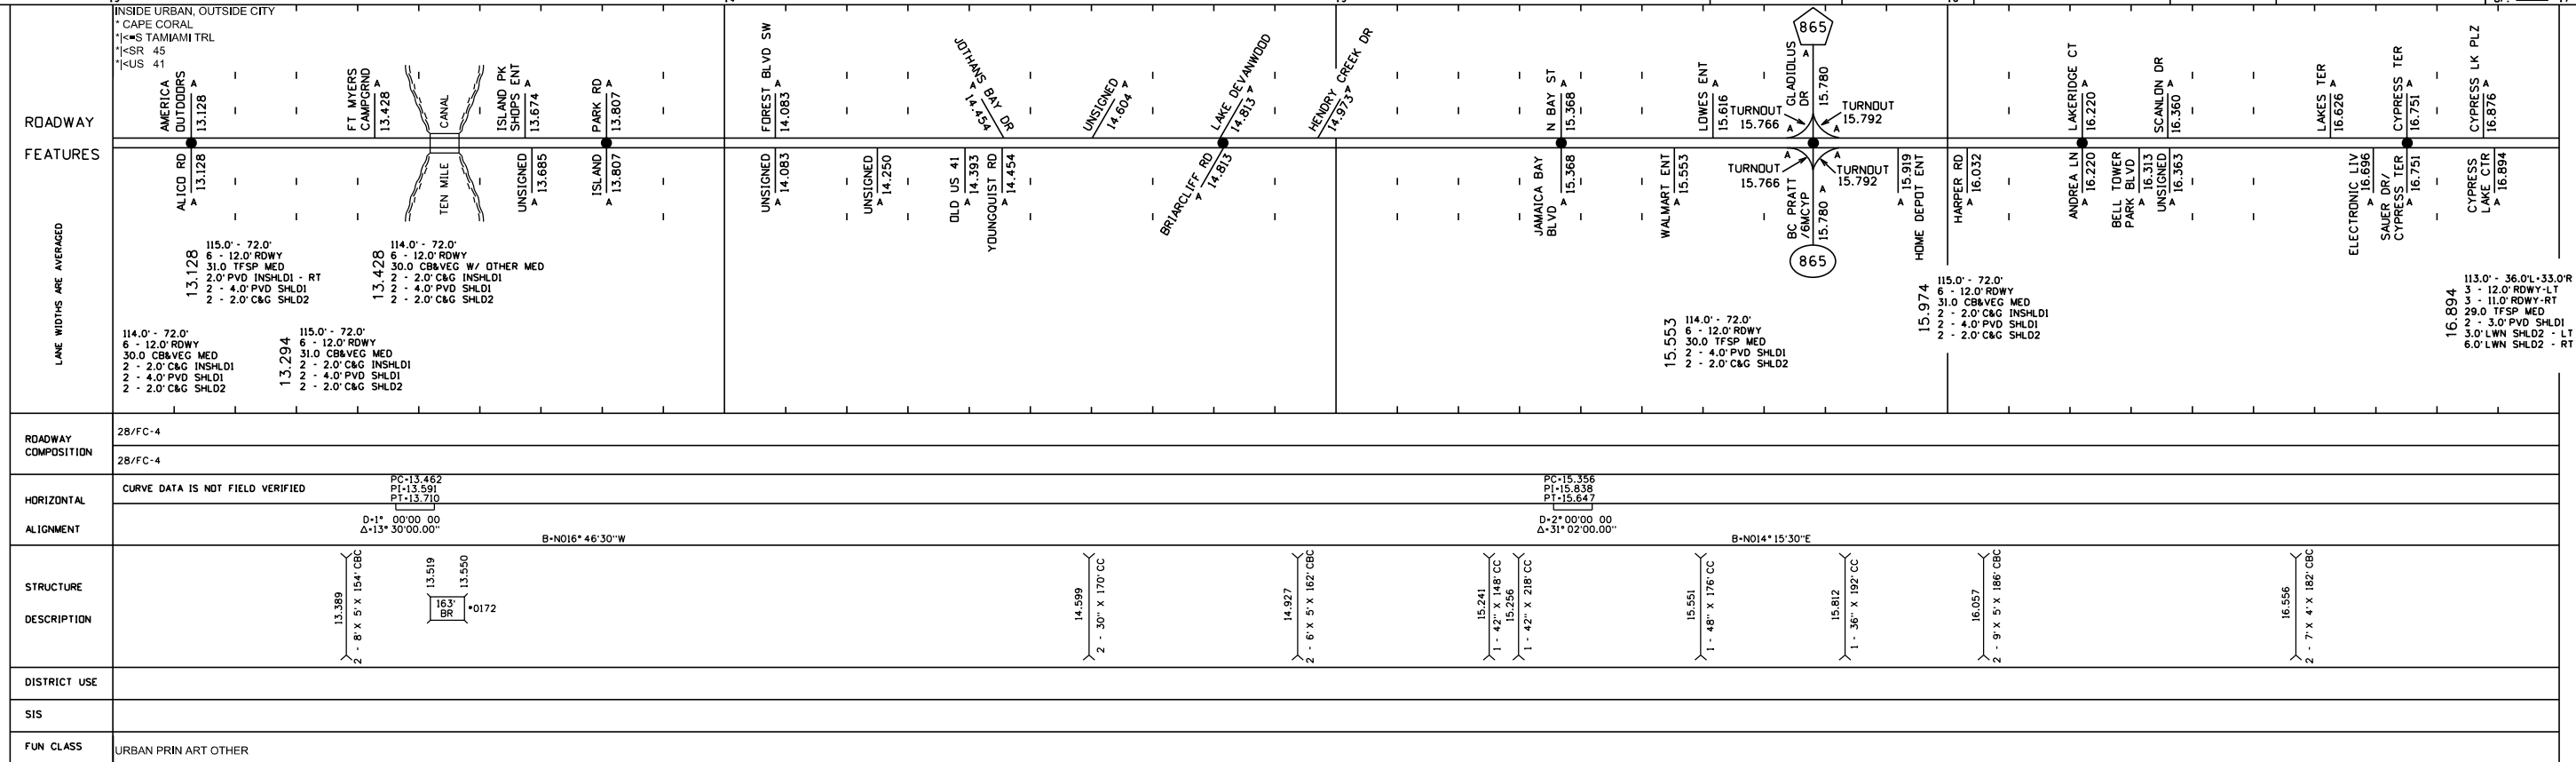 INSIDE URBAN, OUTSIDE CITY
* CAPE CORAL
*|<=S TAMIAMI TRL
*|<SR 45
*|<US 41
ROADWAY
FEATURES
LANE WIDTHS ARE AVERAGED
AMERICA
OUTDOORS A
13.128
FT MYERS
CAMPGRND A
13.428
CANAL
ISLAND PK
SHOPS ENT A
13.674
PARK RD A
13.807
FOREST BLVD SW A
14.083
JOTHANS BAY DR
A 14.454
UNSIGNED A
14.604
LAKE DEVANWOOD
A 14.813
HENDRY CREEK DR
A 14.973
N BAY ST A
15.368
LOWES ENT A
15.616
865
GLADIOLUS
DR A
15.780
TURNOUT
15.766 A
TURNOUT
15.792 A
LAKERIDGE CT A
16.220
SCANLON DR A
16.360
LAKES TER A
16.626
CYPRESS TER A
16.751
CYPRESS LK PLZ A
16.876
ALICO RD A
13.128
TEN MILE
UNSIGNED A
13.685
ISLAND A
13.807
UNSIGNED A
14.083
UNSIGNED A
14.250
OLD US 41 A
14.393
YOUNGQUIST RD A
14.454
BRIARCLIFF RD A
14.813
JAMAICA BAY
BLVD A
15.368
WALMART ENT A
15.553
TURNOUT A
15.766
BC PRATT
/6MCYP
15.780 A
TURNOUT A
15.792
865
HOME DEPOT ENT A
15.919
HARPER RD A
16.032
ANDREA LN A
16.220
BELL TOWER
PARK BLVD A
16.313
UNSIGNED A
16.363
ELECTRONIC LIV A
16.696
SAUER DR/
CYPRESS TER A
16.751
CYPRESS
LAKE CTR A
16.894
13.128
115.0' - 72.0'
6 - 12.0' RDWY
31.0 TFSP MED
2.0' PVD INSHLD1 - RT
2 - 4.0' PVD SHLD1
2 - 2.0' C&G SHLD2
13.428
114.0' - 72.0'
6 - 12.0' RDWY
30.0 CB&VEG W/ OTHER MED
2 - 2.0' C&G INSHLD1
2 - 4.0' PVD SHLD1
2 - 2.0' C&G SHLD2
114.0' - 72.0'
6 - 12.0' RDWY
30.0 CB&VEG MED
2 - 2.0' C&G INSHLD1
2 - 4.0' PVD SHLD1
2 - 2.0' C&G SHLD2
13.294
115.0' - 72.0'
6 - 12.0' RDWY
31.0 CB&VEG MED
2 - 2.0' C&G INSHLD1
2 - 4.0' PVD SHLD1
2 - 2.0' C&G SHLD2
15.553
114.0' - 72.0'
6 - 12.0' RDWY
30.0 TFSP MED
2 - 4.0' PVD SHLD1
2 - 2.0' C&G SHLD2
15.974
115.0' - 72.0'
6 - 12.0' RDWY
31.0 CB&VEG MED
2 - 2.0' C&G INSHLD1
2 - 4.0' PVD SHLD1
2 - 2.0' C&G SHLD2
16.894
113.0' - 36.0'L+33.0'R
3 - 12.0' RDWY-LT
3 - 11.0' RDWY-RT
29.0 TFSP MED
2 - 3.0' PVD SHLD1
3.0' LWN SHLD2 - LT
6.0' LWN SHLD2 - RT
ROADWAY
COMPOSITION
28/FC-4
28/FC-4
HORIZONTAL
ALIGNMENT
CURVE DATA IS NOT FIELD VERIFIED
PC=13.462
PI=13.591
PT=13.710
D=1° 00'00 00
Δ=13° 30'00.00"
B=N016° 46'30"W
PC=15.356
PI=15.838
PT=15.647
D=2° 00'00 00
Δ=31° 02'00.00"
B=N014° 15'30"E
STRUCTURE
DESCRIPTION
13.389
2 - 8' X 5' X 154' CBC
13.519
13.550
163'
BR
*0172
14.599
2 - 30" X 170' CC
14.927
2 - 6' X 5' X 162' CBC
15.241
1 - 42" X 148' CC
15.256
1 - 42" X 218' CC
15.551
1 - 48" X 176' CC
15.812
1 - 36" X 192' CC
16.057
2 - 9' X 5' X 186' CBC
16.556
2 - 7' X 4' X 182' CBC
DISTRICT USE
SIS
FUN CLASS
URBAN PRIN ART OTHER